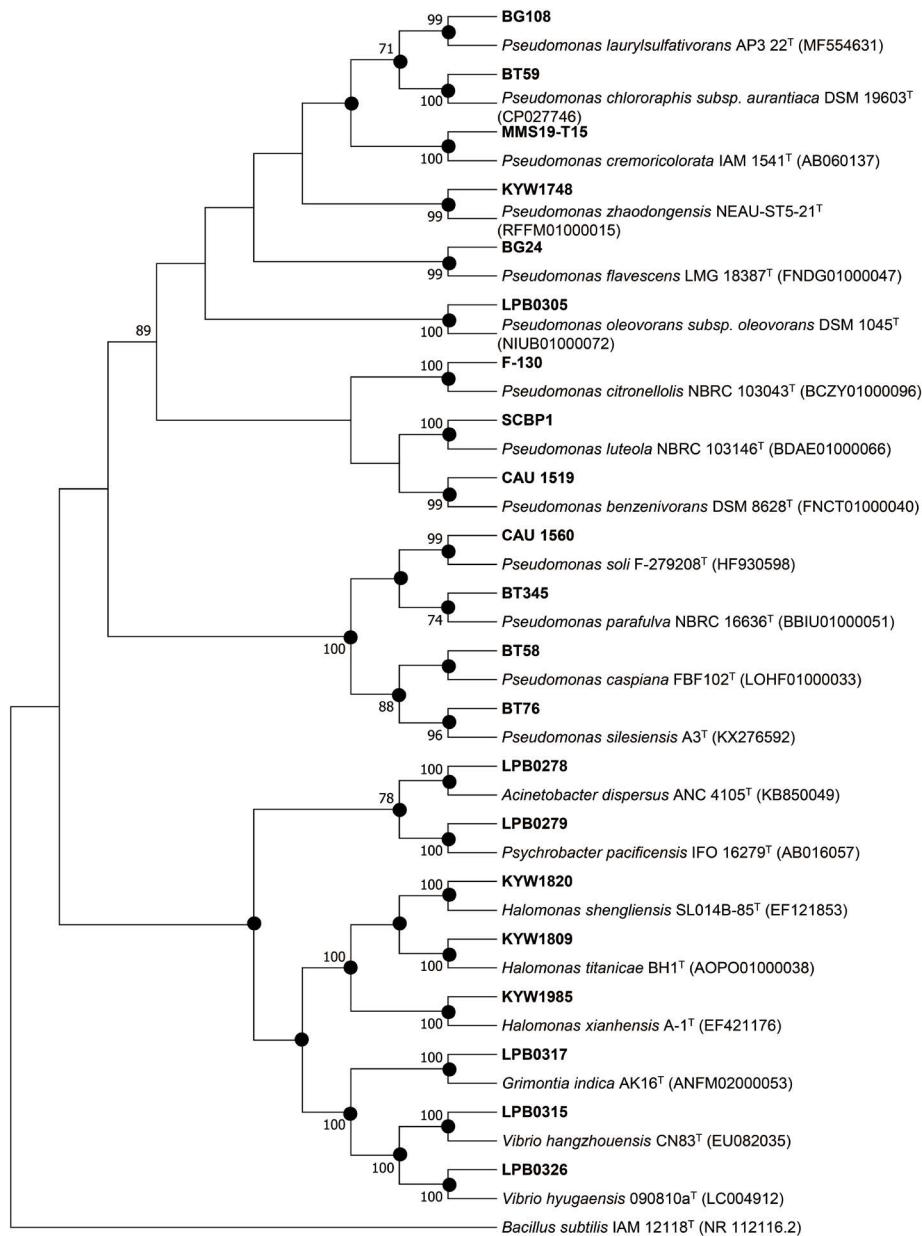 99
BG108
Pseudomonas laurylsulfativorans AP3 22ᵀ (MF554631)
71
BT59
100
Pseudomonas chlororaphis subsp. aurantiaca DSM 19603ᵀ
(CP027746)
MMS19-T15
100
Pseudomonas cremoricolorata IAM 1541ᵀ (AB060137)
KYW1748
99
Pseudomonas zhaodongensis NEAU-ST5-21ᵀ
(RFFM01000015)
BG24
99
Pseudomonas flavescens LMG 18387ᵀ (FNDG01000047)
LPB0305
100
Pseudomonas oleovorans subsp. oleovorans DSM 1045ᵀ
(NIUB01000072)
89
100
F-130
Pseudomonas citronellolis NBRC 103043ᵀ (BCZY01000096)
100
SCBP1
Pseudomonas luteola NBRC 103146ᵀ (BDAE01000066)
CAU 1519
99
Pseudomonas benzenivorans DSM 8628ᵀ (FNCT01000040)
99
CAU 1560
Pseudomonas soli F-279208ᵀ (HF930598)
BT345
74
Pseudomonas parafulva NBRC 16636ᵀ (BBIU01000051)
100
BT58
Pseudomonas caspiana FBF102ᵀ (LOHF01000033)
88
BT76
96
Pseudomonas silesiensis A3ᵀ (KX276592)
100
LPB0278
Acinetobacter dispersus ANC 4105ᵀ (KB850049)
78
LPB0279
100
Psychrobacter pacificensis IFO 16279ᵀ (AB016057)
100
KYW1820
Halomonas shengliensis SL014B-85ᵀ (EF121853)
KYW1809
100
100
Halomonas titanicae BH1ᵀ (AOPO01000038)
KYW1985
100
Halomonas xianhensis A-1ᵀ (EF421176)
100
LPB0317
Grimontia indica AK16ᵀ (ANFM02000053)
100
100
LPB0315
Vibrio hangzhouensis CN83ᵀ (EU082035)
100
LPB0326
100
Vibrio hyugaensis 090810aᵀ (LC004912)
Bacillus subtilis IAM 12118ᵀ (NR 112116.2)